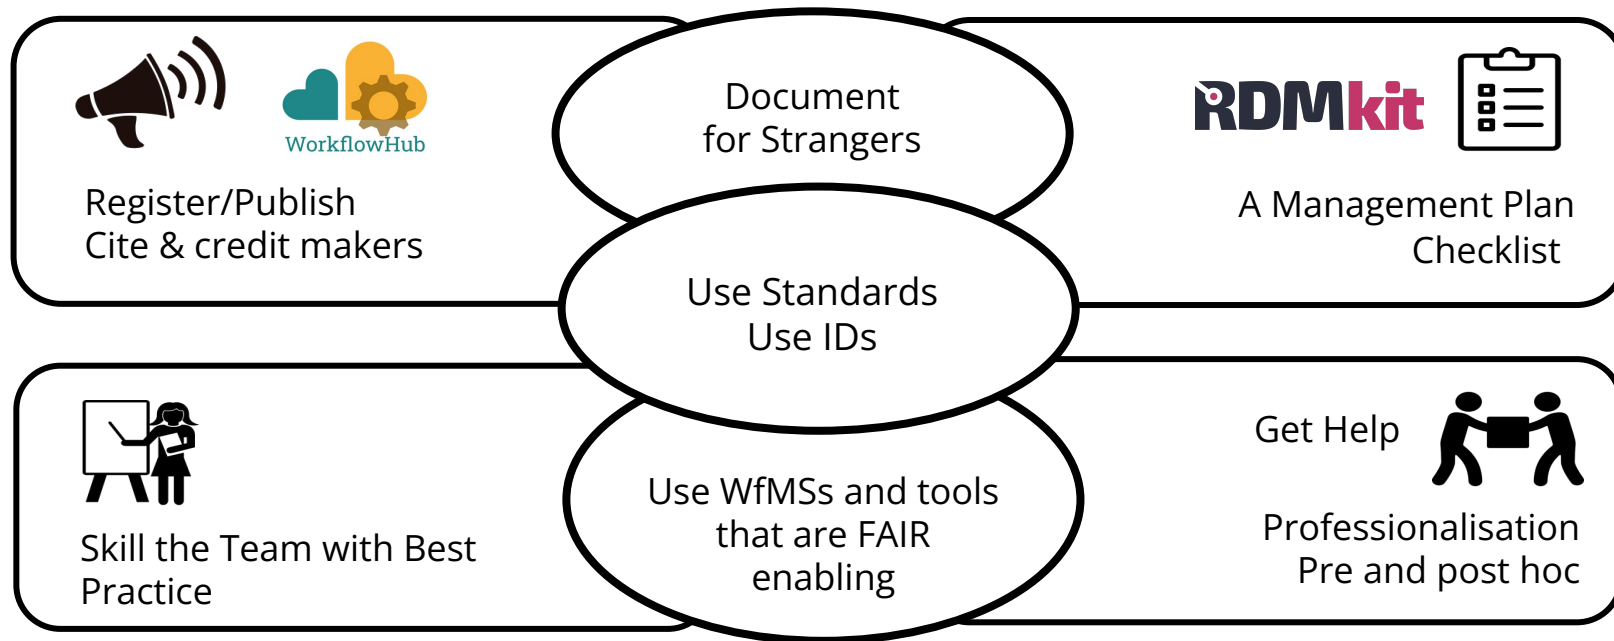 WorkflowHub
Register/Publish
Cite & credit makers
Document
for Strangers
RDMkit
A Management Plan
Checklist
Use Standards
Use IDs
Skill the Team with Best
Practice
Use WfMSs and tools
that are FAIR
enabling
Get Help
Professionalisation
Pre and post hoc